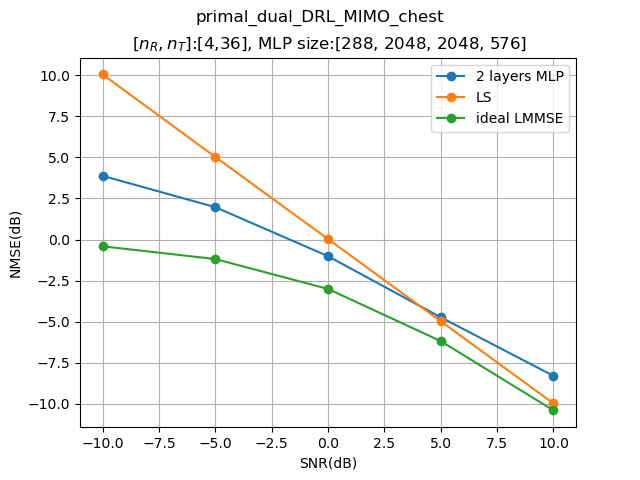 primal_dual_DRL_MIMO_chest
[n_R, n_T]:[4,36], MLP size:[288, 2048, 2048, 576]
2 layers MLP
LS
ideal LMMSE
NMSE(dB)
10.0
7.5
5.0
2.5
0.0
−2.5
−5.0
−7.5
−10.0
−10.0 −7.5 −5.0 −2.5 0.0 2.5 5.0 7.5 10.0
SNR(dB)